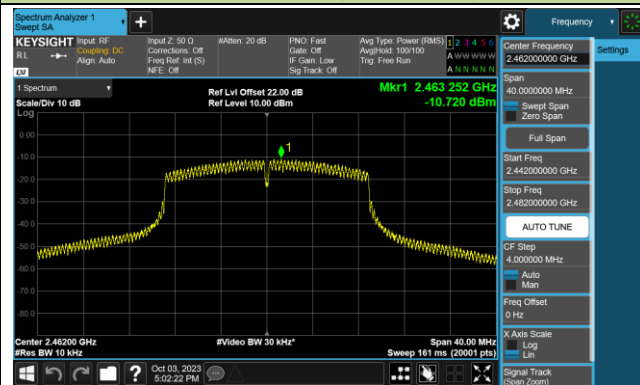 Spectrum Analyzer 1
Swept SA
Frequency
KEYSIGHT
Input: RF
Input Z: 50 Ω
#Atten: 20 dB
PNO: Fast
Avg Type: Power (RMS)
1 2 3 4 5 6
RL
Coupling: DC
Corrections: Off
Gate: Off
Avg|Hold: 100/100
A W W W W W
Align: Auto
Freq Ref: Int (S)
IF Gain: Low
Trig: Free Run
NFE: Off
Sig Track: Off
A N N N N N
LXI
Center Frequency
2.462000000 GHz
Settings
Span
40.0000000 MHz
Swept Span
Zero Span
Full Span
Start Freq
2.442000000 GHz
Stop Freq
2.482000000 GHz
AUTO TUNE
CF Step
4.000000 MHz
Auto
Man
Freq Offset
0 Hz
X Axis Scale
Log
Lin
Signal Track
(Span Zoom)
1 Spectrum
Ref Lvl Offset 22.00 dB
Mkr1 2.463 252 GHz
Scale/Div 10 dB
Ref Level 10.00 dBm
-10.720 dBm
Log
1
0.00
-10.0
-20.0
-30.0
-40.0
-50.0
-60.0
-70.0
-80.0
Center 2.46200 GHz
#Video BW 30 kHz*
Span 40.00 MHz
#Res BW 10 kHz
Sweep 161 ms (20001 pts)
?
Oct 03, 2023
5:02:22 PM